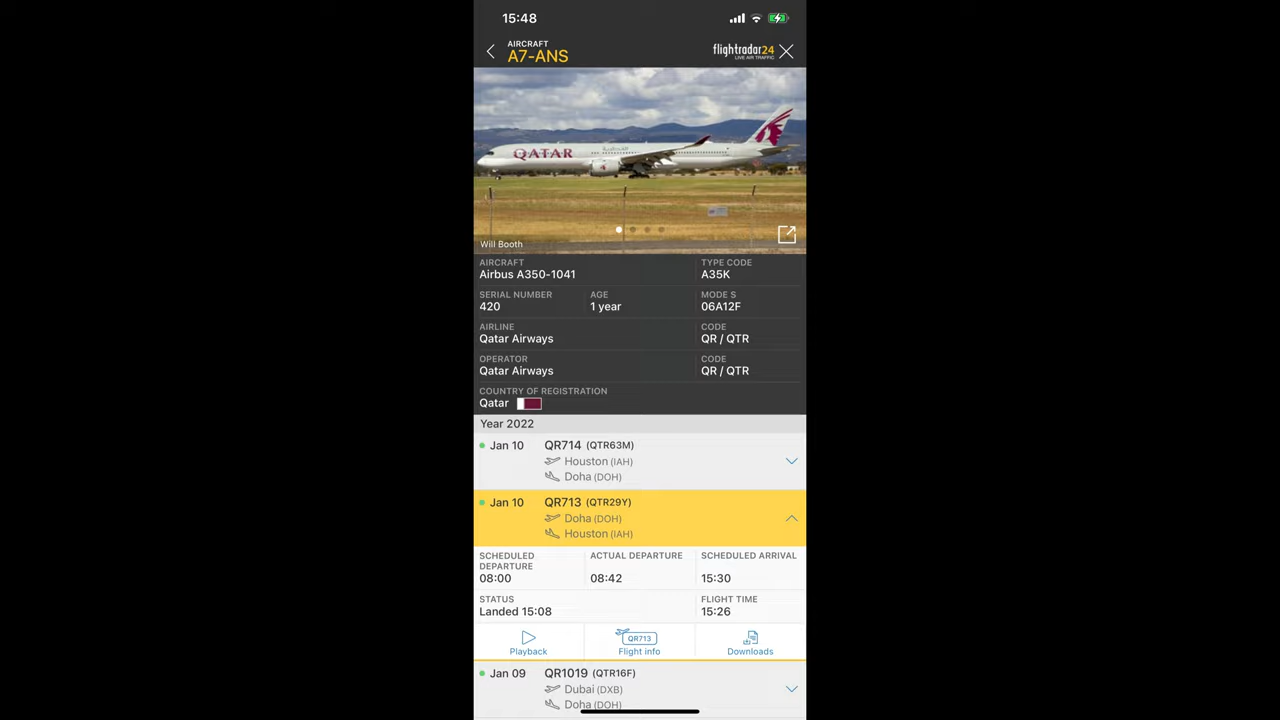 15:48
AIRCRAFT
A7-ANS
flightradar24
LIVE AIR TRAFFIC
QATAR القطرية
Will Booth
AIRCRAFT
Airbus A350-1041
TYPE CODE
A35K
SERIAL NUMBER
420
AGE
1 year
MODE S
06A12F
AIRLINE
Qatar Airways
CODE
QR / QTR
OPERATOR
Qatar Airways
CODE
QR / QTR
COUNTRY OF REGISTRATION
Qatar
Year 2022
Jan 10 QR714 (QTR63M)
Houston (IAH)
Doha (DOH)
Jan 10 QR713 (QTR29Y)
Doha (DOH)
Houston (IAH)
SCHEDULED
DEPARTURE
08:00
ACTUAL DEPARTURE
08:42
SCHEDULED ARRIVAL
15:30
STATUS
Landed 15:08
FLIGHT TIME
15:26
Playback
QR713
Flight info
Downloads
Jan 09 QR1019 (QTR16F)
Dubai (DXB)
Doha (DOH)